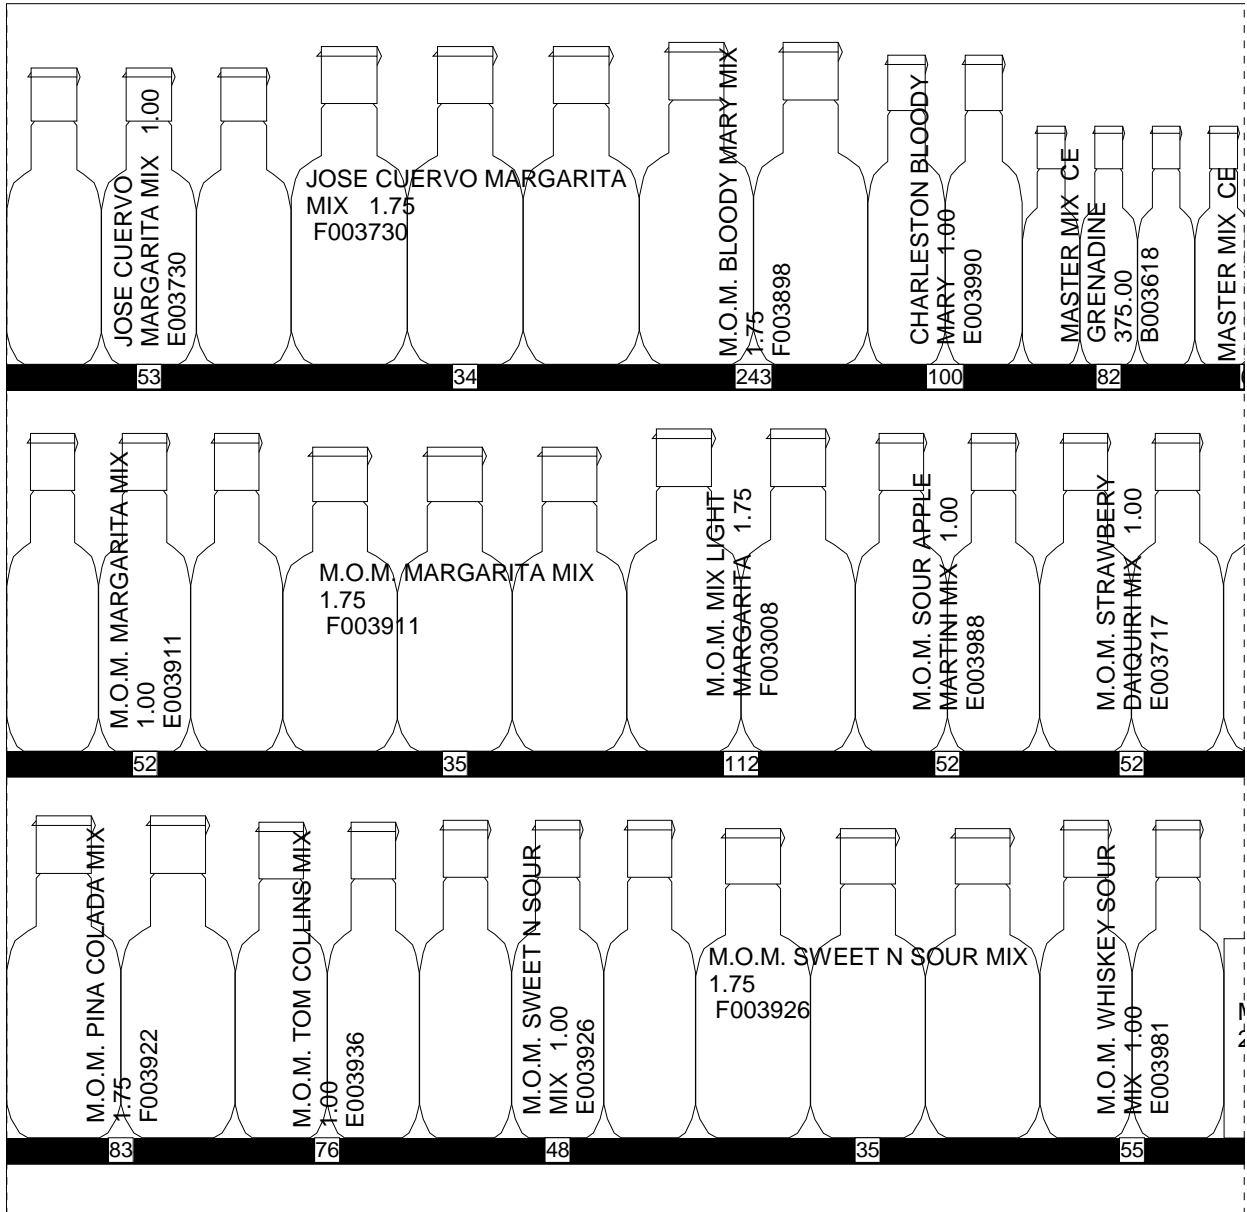 JOSE CUERVO
MARGARITA MIX 1.00
E003730
JOSE CUERVO MARGARITA
MIX 1.75
F003730
M.O.M. BLOODY MARY MIX
1.75
F003898
CHARLESTON BLOODY
MARY 1.00
E003990
MASTER MIX CE
GRENADINE
375.00
B003618
MASTER MIX CE
53
34
243
100
82
M.O.M. MARGARITA MIX
1.00
E003911
M.O.M. MARGARITA MIX
1.75
F003911
M.O.M. MIX LIGHT
MARGARITA 1.75
F003008
M.O.M. SOUR APPLE
MARTINI MIX 1.00
E003988
M.O.M. STRAWBERY
DAIQUIRI MIX 1.00
E003717
52
35
112
52
52
M.O.M. PINA COLADA MIX
1.75
F003922
M.O.M. TOM COLLINS MIX
1.00
E003936
M.O.M. SWEET N SOUR
MIX 1.00
E003926
M.O.M. SWEET N SOUR MIX
1.75
F003926
M.O.M. WHISKEY SOUR
MIX 1.00
E003981
83
76
48
35
55